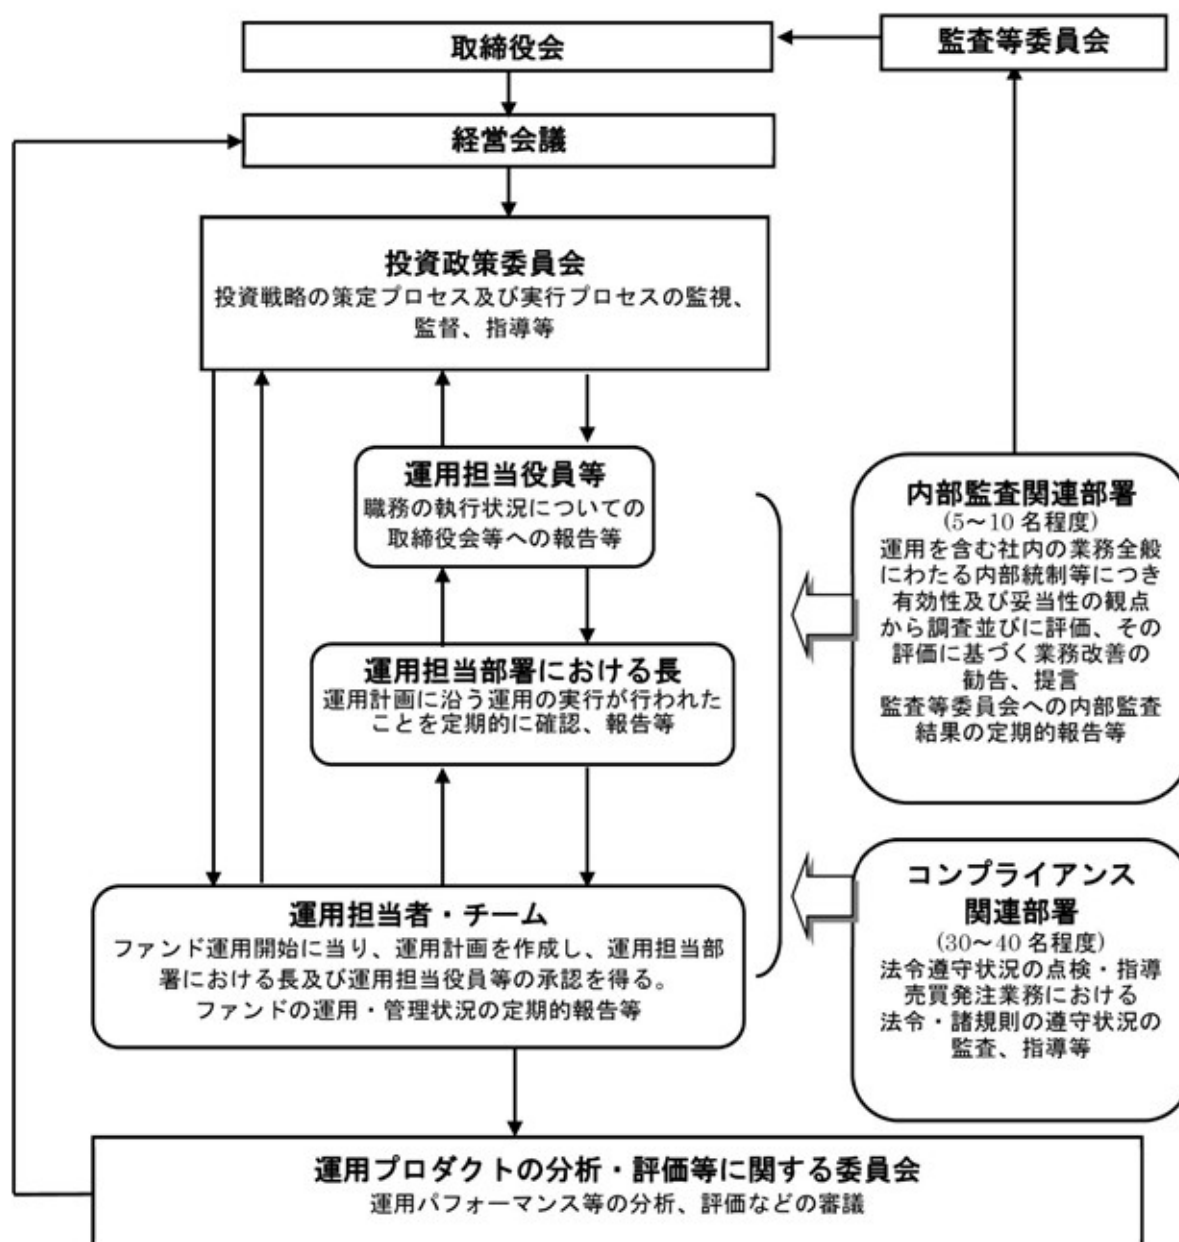 取締役会
監査等委員会
経営会議
投資政策委員会
投資戦略の策定プロセス及び実行プロセスの監視、
監督、指導等
運用担当役員等
職務の執行状況についての
取締役会等への報告等
運用担当部署における長
運用計画に沿う運用の実行が行われた
ことを定期的に確認、報告等
運用担当者・チーム
ファンド運用開始に当り、運用計画を作成し、運用担当部
署における長及び運用担当役員等の承認を得る。
ファンドの運用・管理状況の定期的報告等
内部監査関連部署
(5~10 名程度)
運用を含む社内の業務全般
にわたる内部統制等につき
有効性及び妥当性の観点
から調査並びに評価、その
評価に基づく業務改善の
勧告、提言
監査等委員会への内部監査
結果の定期的報告等
コンプライアンス
関連部署
(30~40 名程度)
法令遵守状況の点検・指導
売買発注業務における
法令・諸規則の遵守状況の
監査、指導等
運用プロダクトの分析・評価等に関する委員会
運用パフォーマンス等の分析、評価などの審議